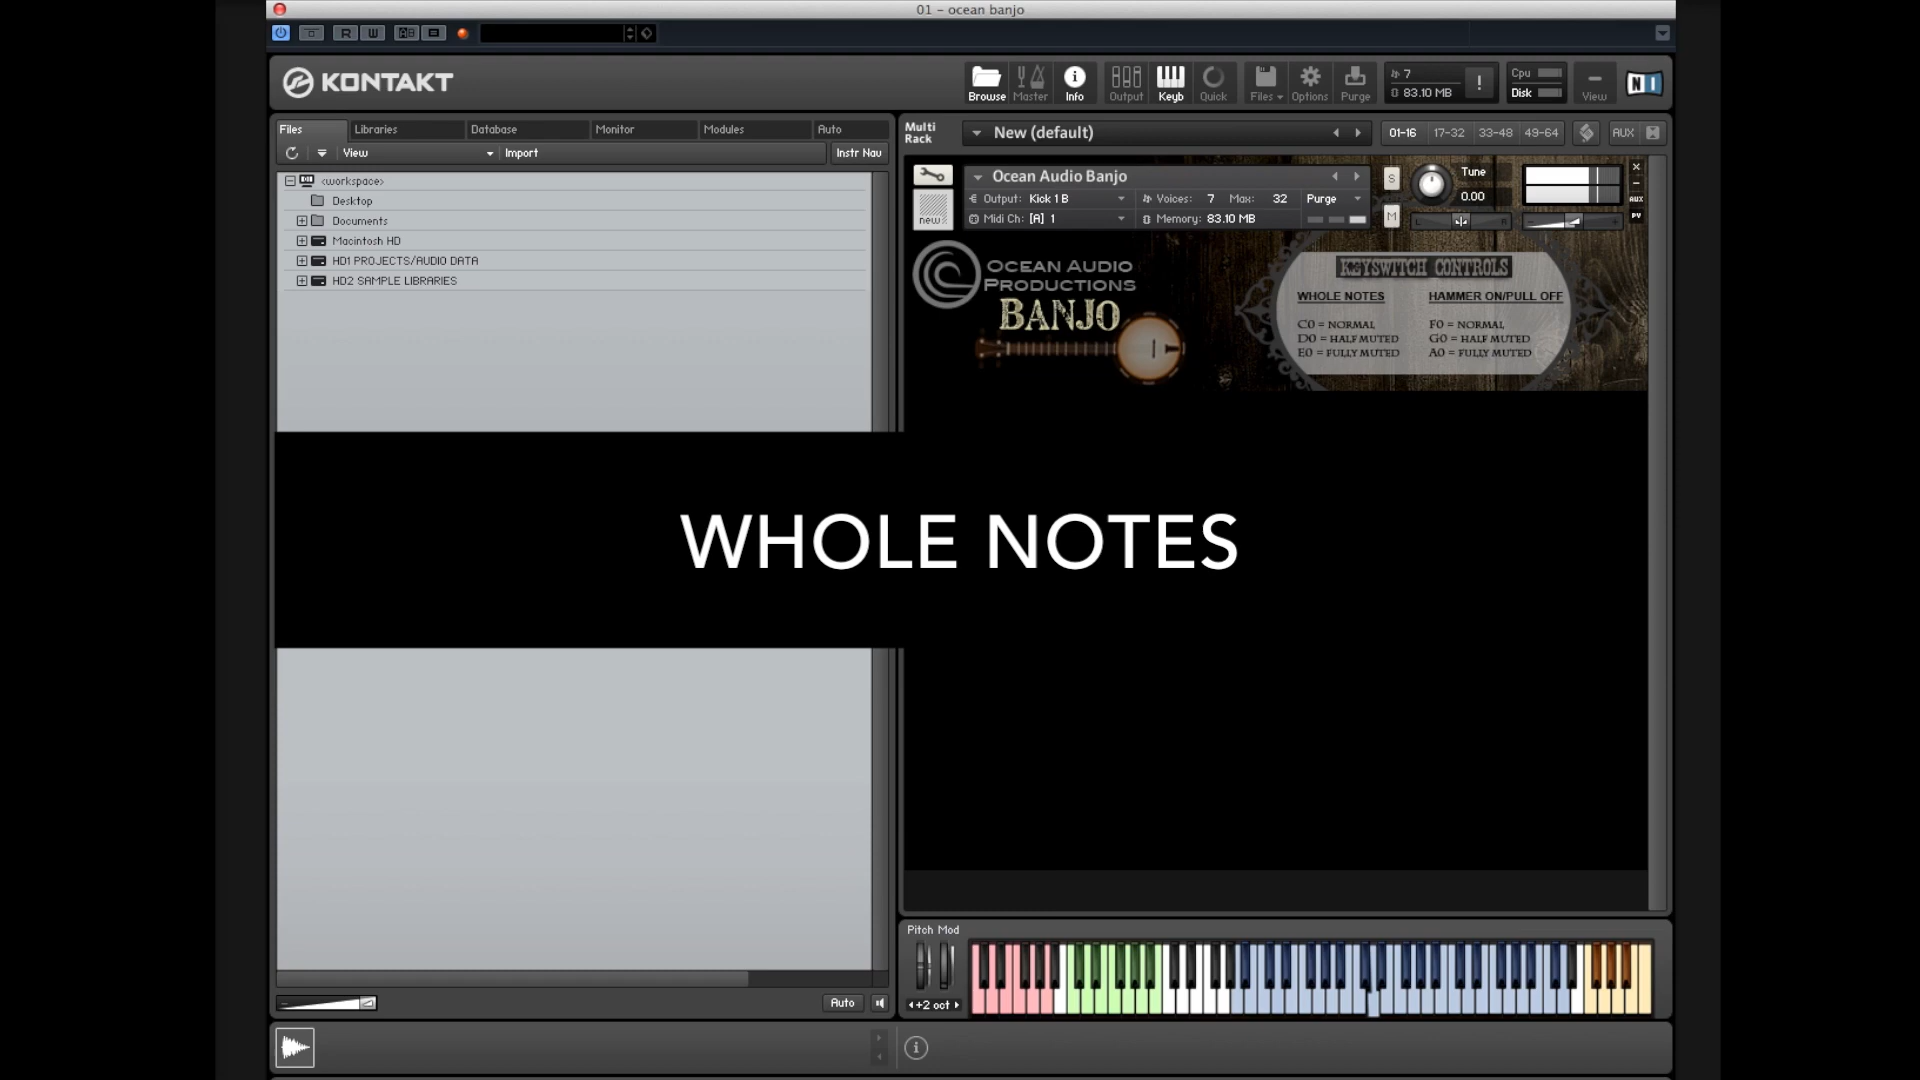 01 - ocean banjo
R W
KONTAKT
Browse Master Info Output Keyb Quick Files Options Purge
7
83.10 MB
!
Cpu
Disk
View
NI
Files Libraries Database Monitor Modules Auto
View Import Instr Nav
<workspace>
Desktop
Documents
Macintosh HD
HD1 PROJECTS/AUDIO DATA
HD2 SAMPLE LIBRARIES
Multi
Rack
New (default)
01-16 17-32 33-48 49-64 AUX
Ocean Audio Banjo
Output: Kick 1 B Voices: 7 Max: 32 Purge
Midi Ch: [A] 1 Memory: 83.10 MB
new
S
M
Tune
0.00
L R
AUX
PV
OCEAN AUDIO
PRODUCTIONS
BANJO
KEYSWITCH CONTROLS
WHOLE NOTES HAMMER ON/PULL OFF
C0 = NORMAL F0 = NORMAL
D0 = HALF MUTED G0 = HALF MUTED
E0 = FULLY MUTED A0 = FULLY MUTED
WHOLE NOTES
Pitch Mod
+2 oct
Auto